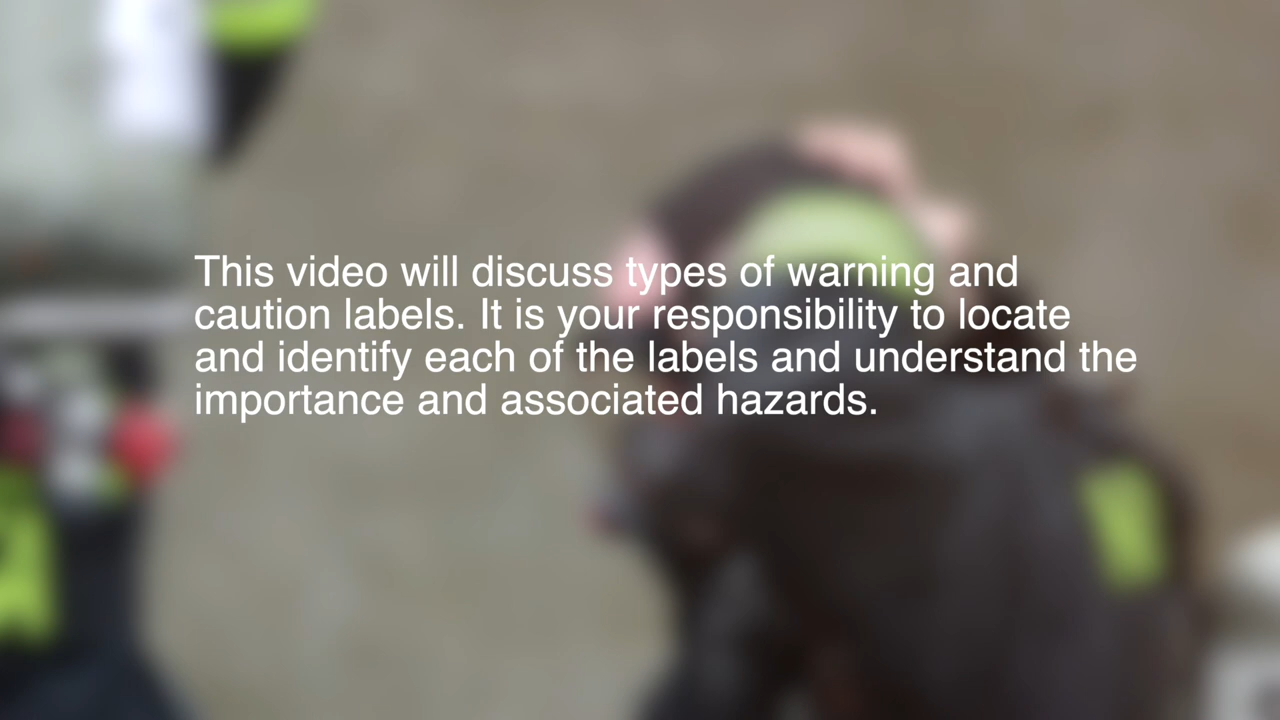 This video will discuss types of warning and
caution labels. It is your responsibility to locate
and identify each of the labels and understand the
importance and associated hazards.